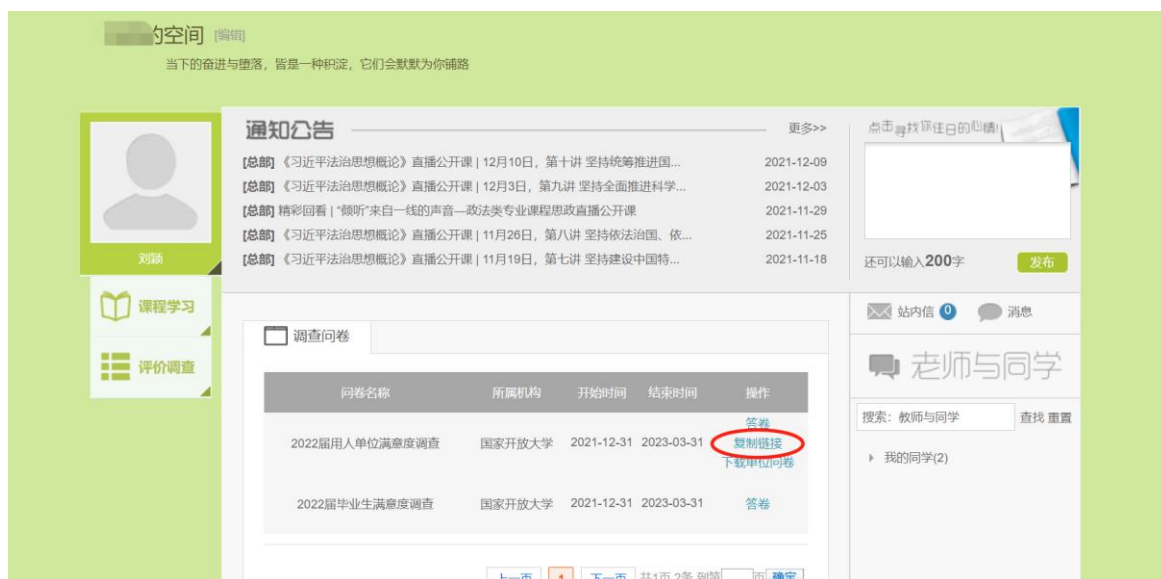 的空间 [编辑]
当下的奋进与堕落，皆是一种积淀，它们会默默为你铺路
刘颖
课程学习
评价调查
通知公告 更多>>
[总部]《习近平法治思想概论》直播公开课 | 12月10日，第十讲 坚持统筹推进国... 2021-12-09
[总部]《习近平法治思想概论》直播公开课 | 12月3日，第九讲 坚持全面推进科学... 2021-12-03
[总部] 精彩回看 | “倾听”来自一线的声音—政法类专业课程思政直播公开课 2021-11-29
[总部]《习近平法治思想概论》直播公开课 | 11月26日，第八讲 坚持依法治国、依... 2021-11-25
[总部]《习近平法治思想概论》直播公开课 | 11月19日，第七讲 坚持建设中国特... 2021-11-18
调查问卷
问卷名称 所属机构 开始时间 结束时间 操作
答卷
2022届用人单位满意度调查 国家开放大学 2021-12-31 2023-03-31 复制链接
下载单位问卷
2022届毕业生满意度调查 国家开放大学 2021-12-31 2023-03-31 答卷
上一页 1 下一页 共1页 2条 到第 页 确定
点击寻找你往日的心情
还可以输入200字 发布
站内信 0 消息
老师与同学
搜索：教师与同学 查找 重置
我的同学(2)